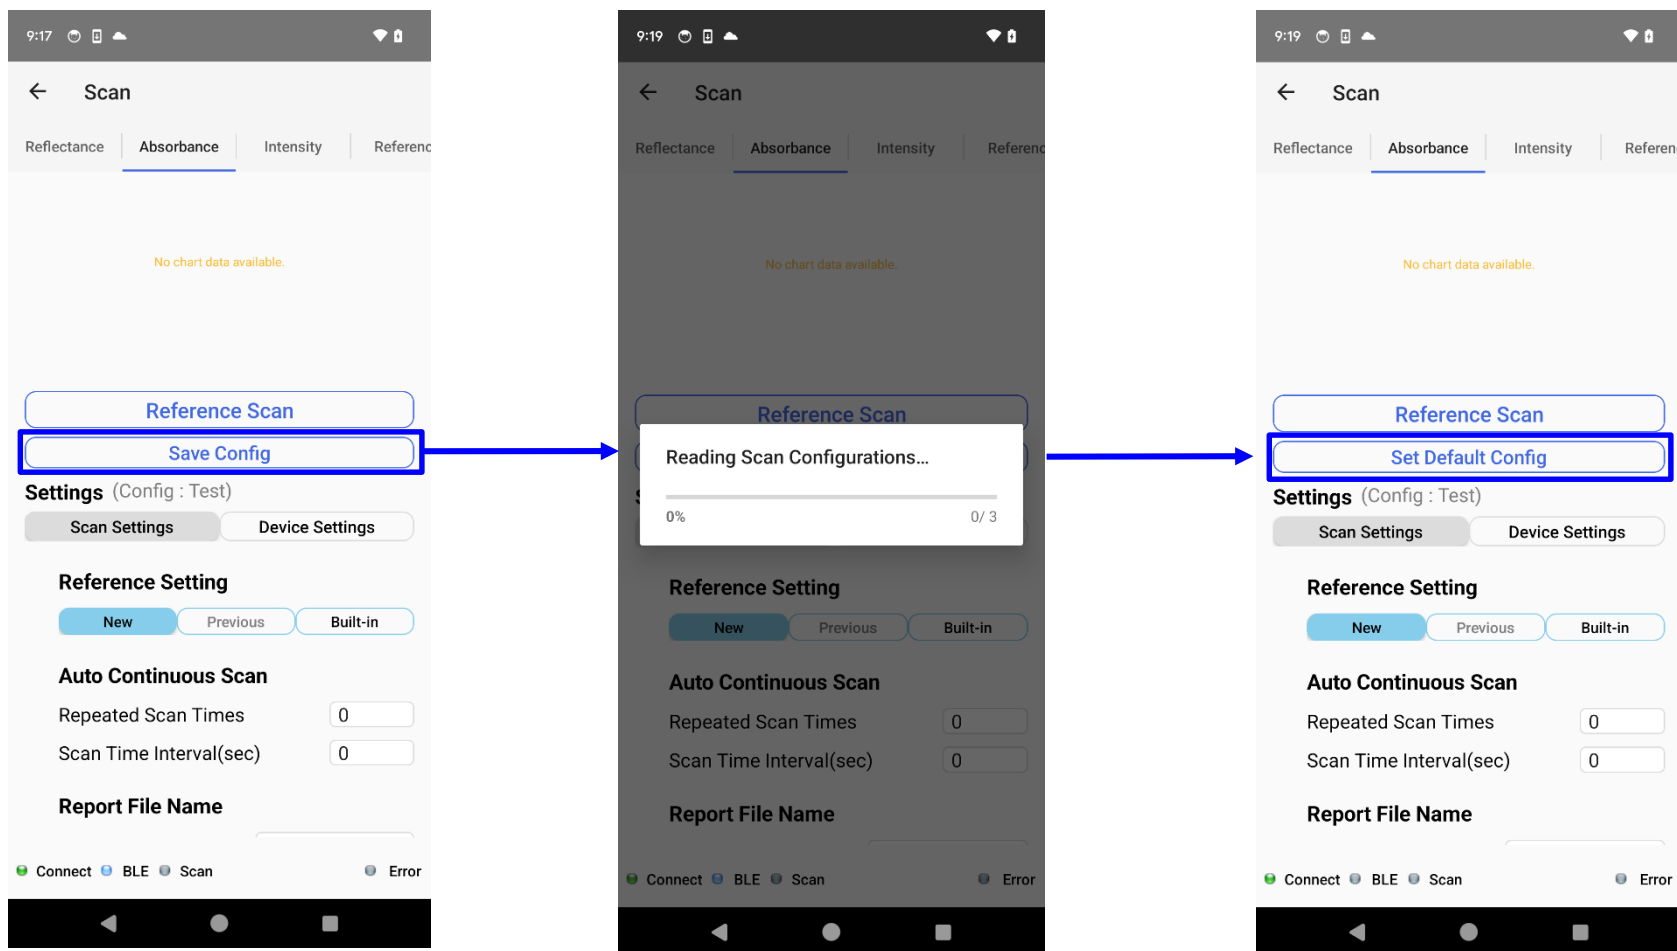 9:17
Scan
Reflectance Absorbance Intensity Referenc
No chart data available.
Reference Scan
Save Config
Settings (Config : Test)
Scan Settings Device Settings
Reference Setting
New Previous Built-in
Auto Continuous Scan
Repeated Scan Times 0
Scan Time Interval(sec) 0
Report File Name
Connect BLE Scan Error
9:19
Scan
Reflectance Absorbance Intensity Referenc
No chart data available.
Reference Scan
Reading Scan Configurations...
0% 0/ 3
Reference Setting
New Previous Built-in
Auto Continuous Scan
Repeated Scan Times 0
Scan Time Interval(sec) 0
Report File Name
Connect BLE Scan Error
9:19
Scan
Reflectance Absorbance Intensity Referen
No chart data available.
Reference Scan
Set Default Config
Settings (Config : Test)
Scan Settings Device Settings
Reference Setting
New Previous Built-in
Auto Continuous Scan
Repeated Scan Times 0
Scan Time Interval(sec) 0
Report File Name
Connect BLE Scan Error